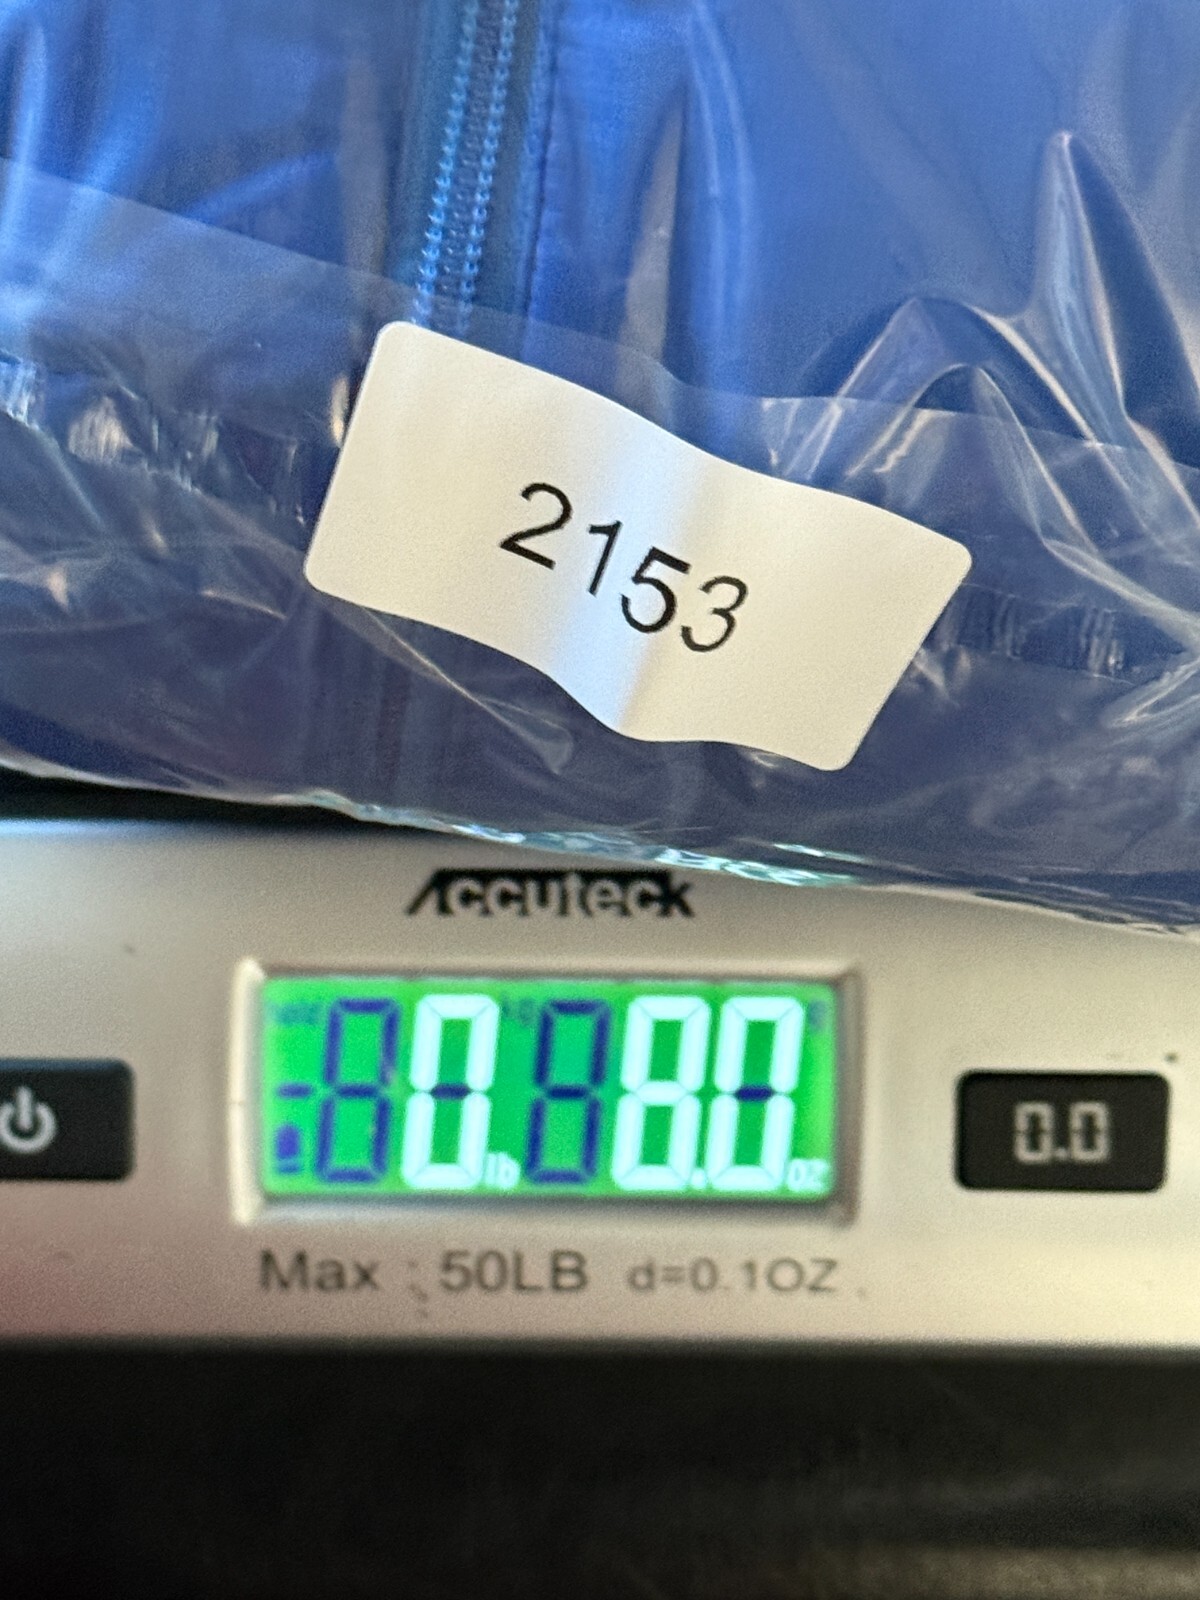 2153
Accuteck
0 lb 8.0 oz
0.0
Max : 50LB d=0.1OZ